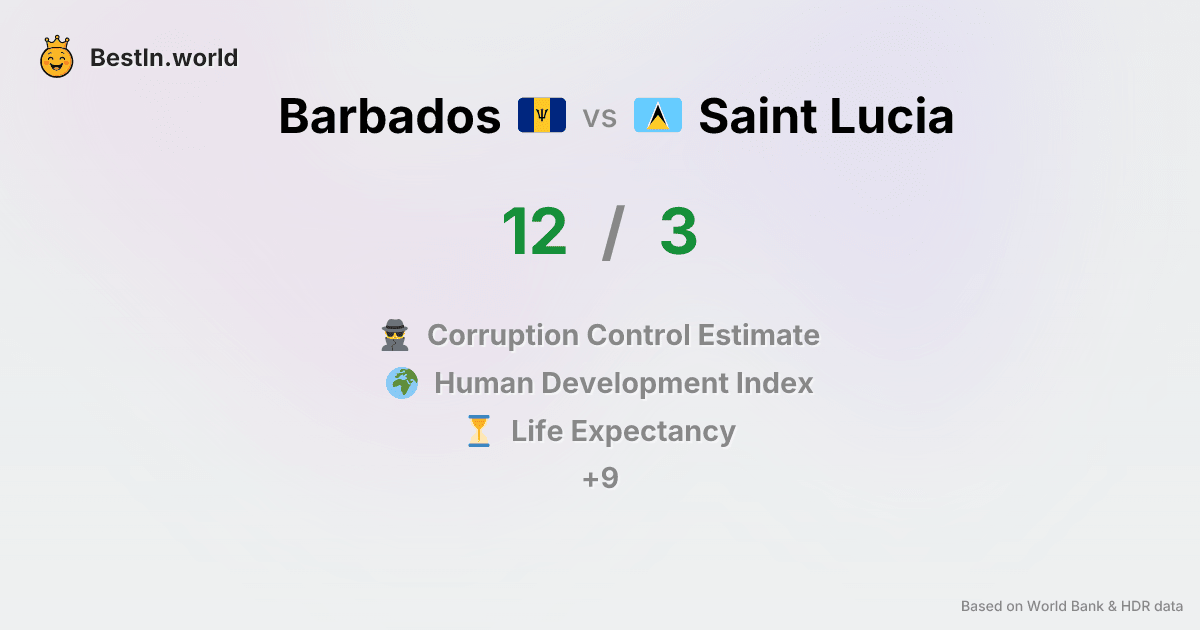 BestIn.world
Barbados vs Saint Lucia
12 / 3
Corruption Control Estimate
Human Development Index
Life Expectancy
+9
Based on World Bank & HDR data